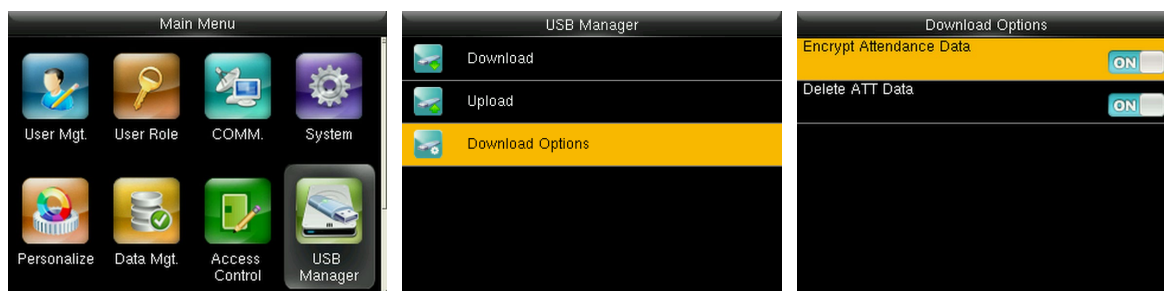 Main Menu
User Mgt. User Role COMM. System
Personalize Data Mgt. Access Control USB Manager
USB Manager
Download
Upload
Download Options
Download Options
Encrypt Attendance Data
ON
Delete ATT Data
ON